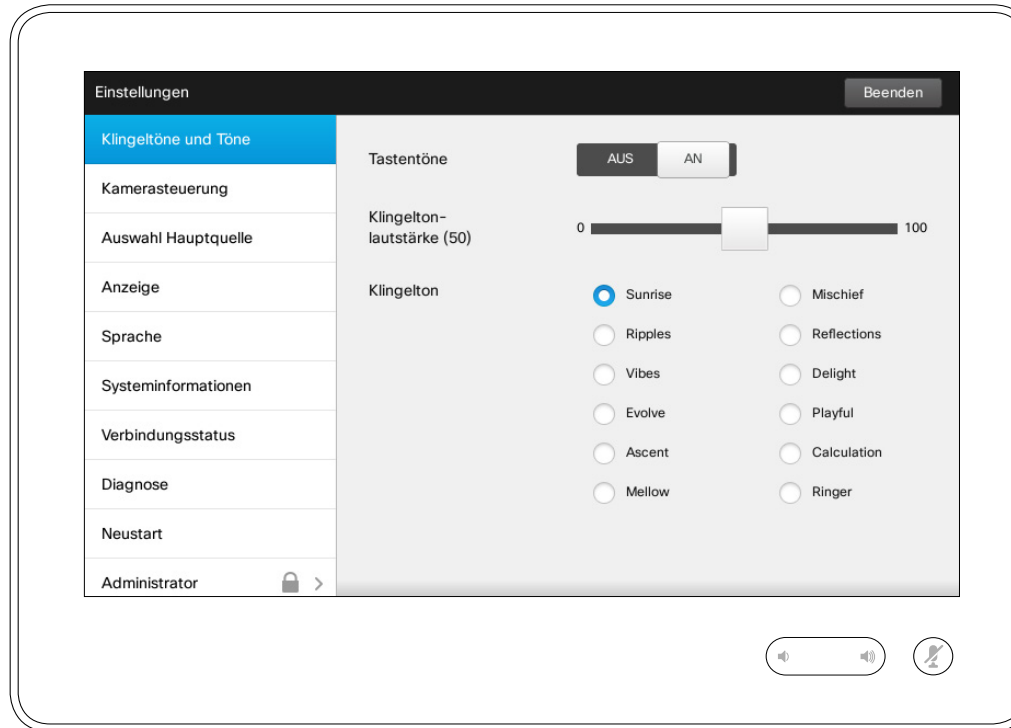 Einstellungen
Beenden
Klingeltöne und Töne
Kamerasteuerung
Auswahl Hauptquelle
Anzeige
Sprache
Systeminformationen
Verbindungsstatus
Diagnose
Neustart
Administrator
Tastentöne
AUS AN
Klingelton-
lautstärke (50)
0 100
Klingelton
Sunrise Mischief
Ripples Reflections
Vibes Delight
Evolve Playful
Ascent Calculation
Mellow Ringer